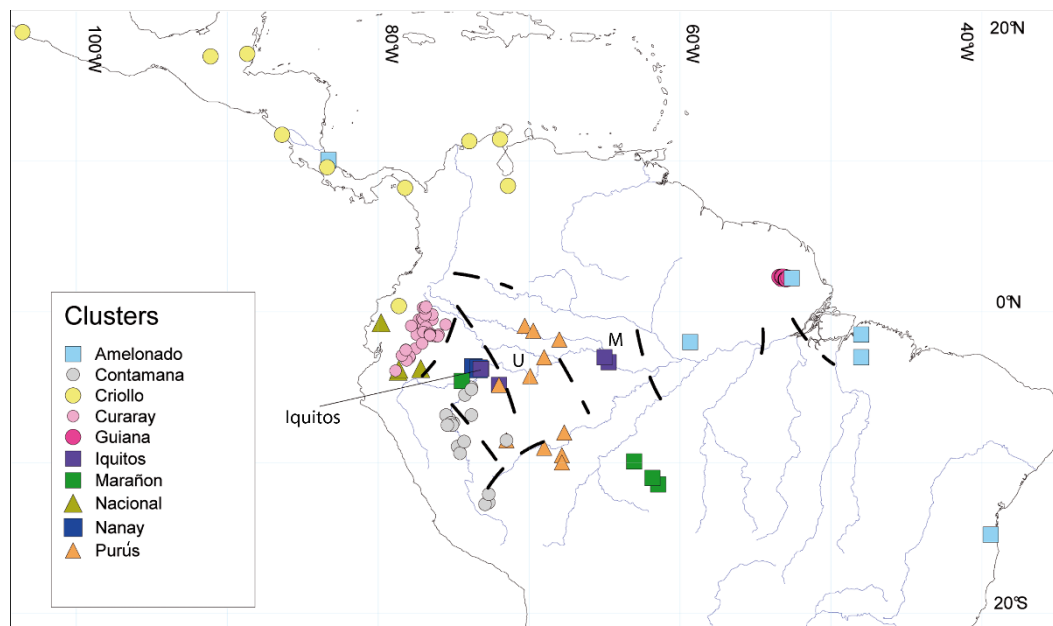 100°W
80°W
60°W
40°W
20°N
0°N
M
U
Iquitos
20°S
Clusters
Amelonado
Contamana
Criollo
Curaray
Guiana
Iquitos
Marañon
Nacional
Nanay
Purús